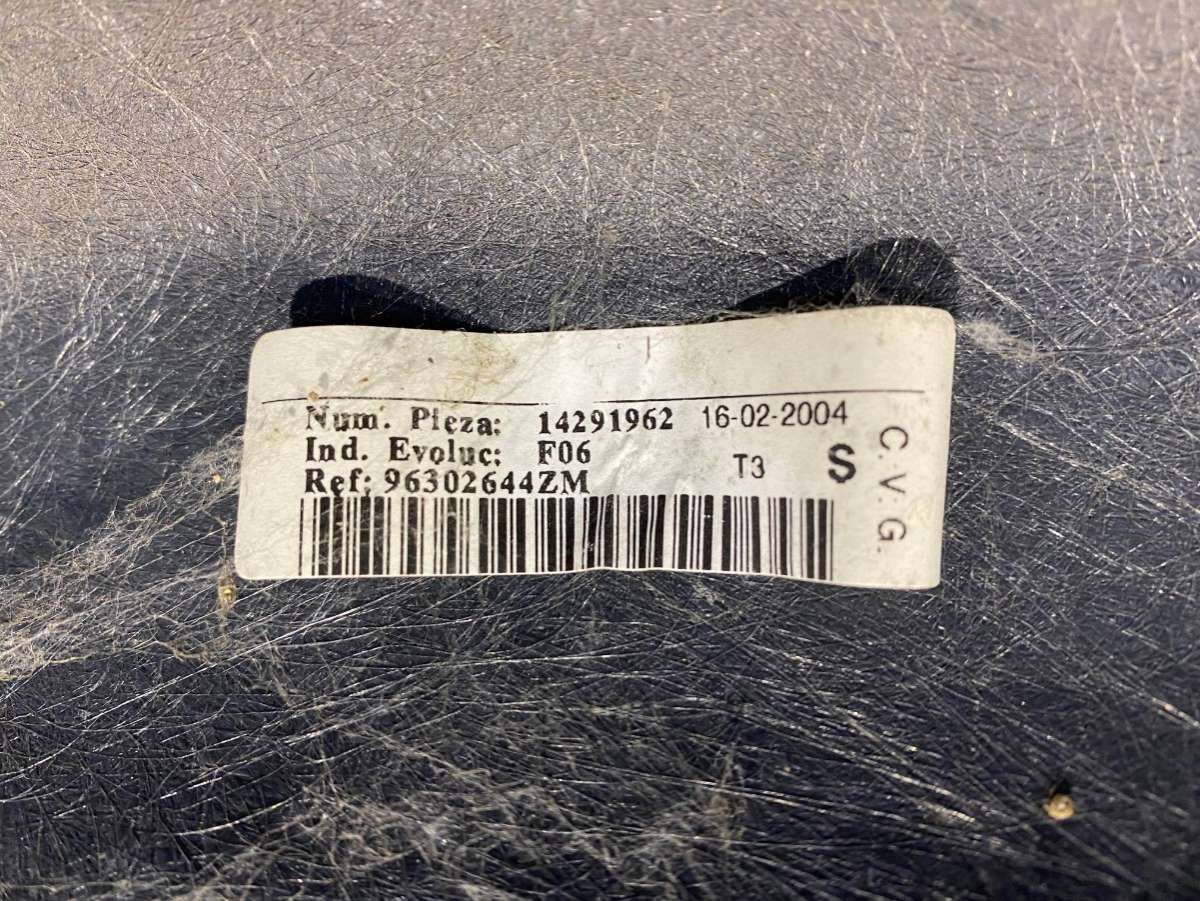 Num. Pieza: 14291962 16-02-2004
Ind. Evoluc: F06 T3 S
Ref: 96302644ZM
C.V.G.